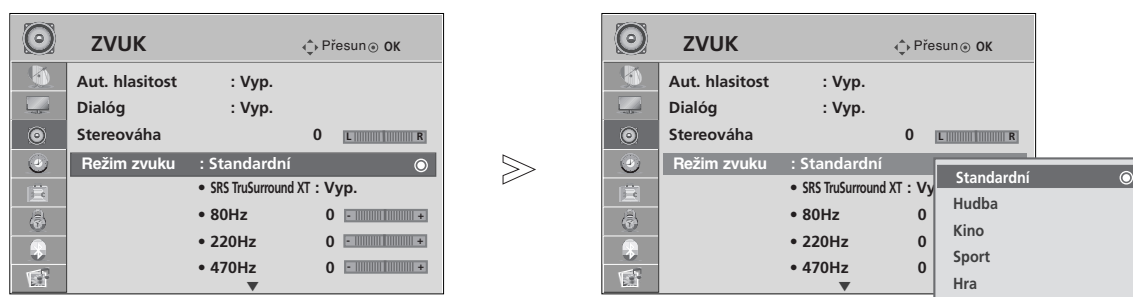 ZVUK
Přesun OK
Aut. hlasitost : Vyp.
Dialóg : Vyp.
Stereováha 0 L R
Režim zvuku : Standardní
• SRS TruSurround XT : Vyp.
• 80Hz 0 - +
• 220Hz 0 - +
• 470Hz 0 - +
ZVUK
Přesun OK
Aut. hlasitost : Vyp.
Dialóg : Vyp.
Stereováha 0 L R
Režim zvuku : Standardní
• SRS TruSurround XT : Vy
• 80Hz 0
• 220Hz 0
• 470Hz 0
Standardní
Hudba
Kino
Sport
Hra